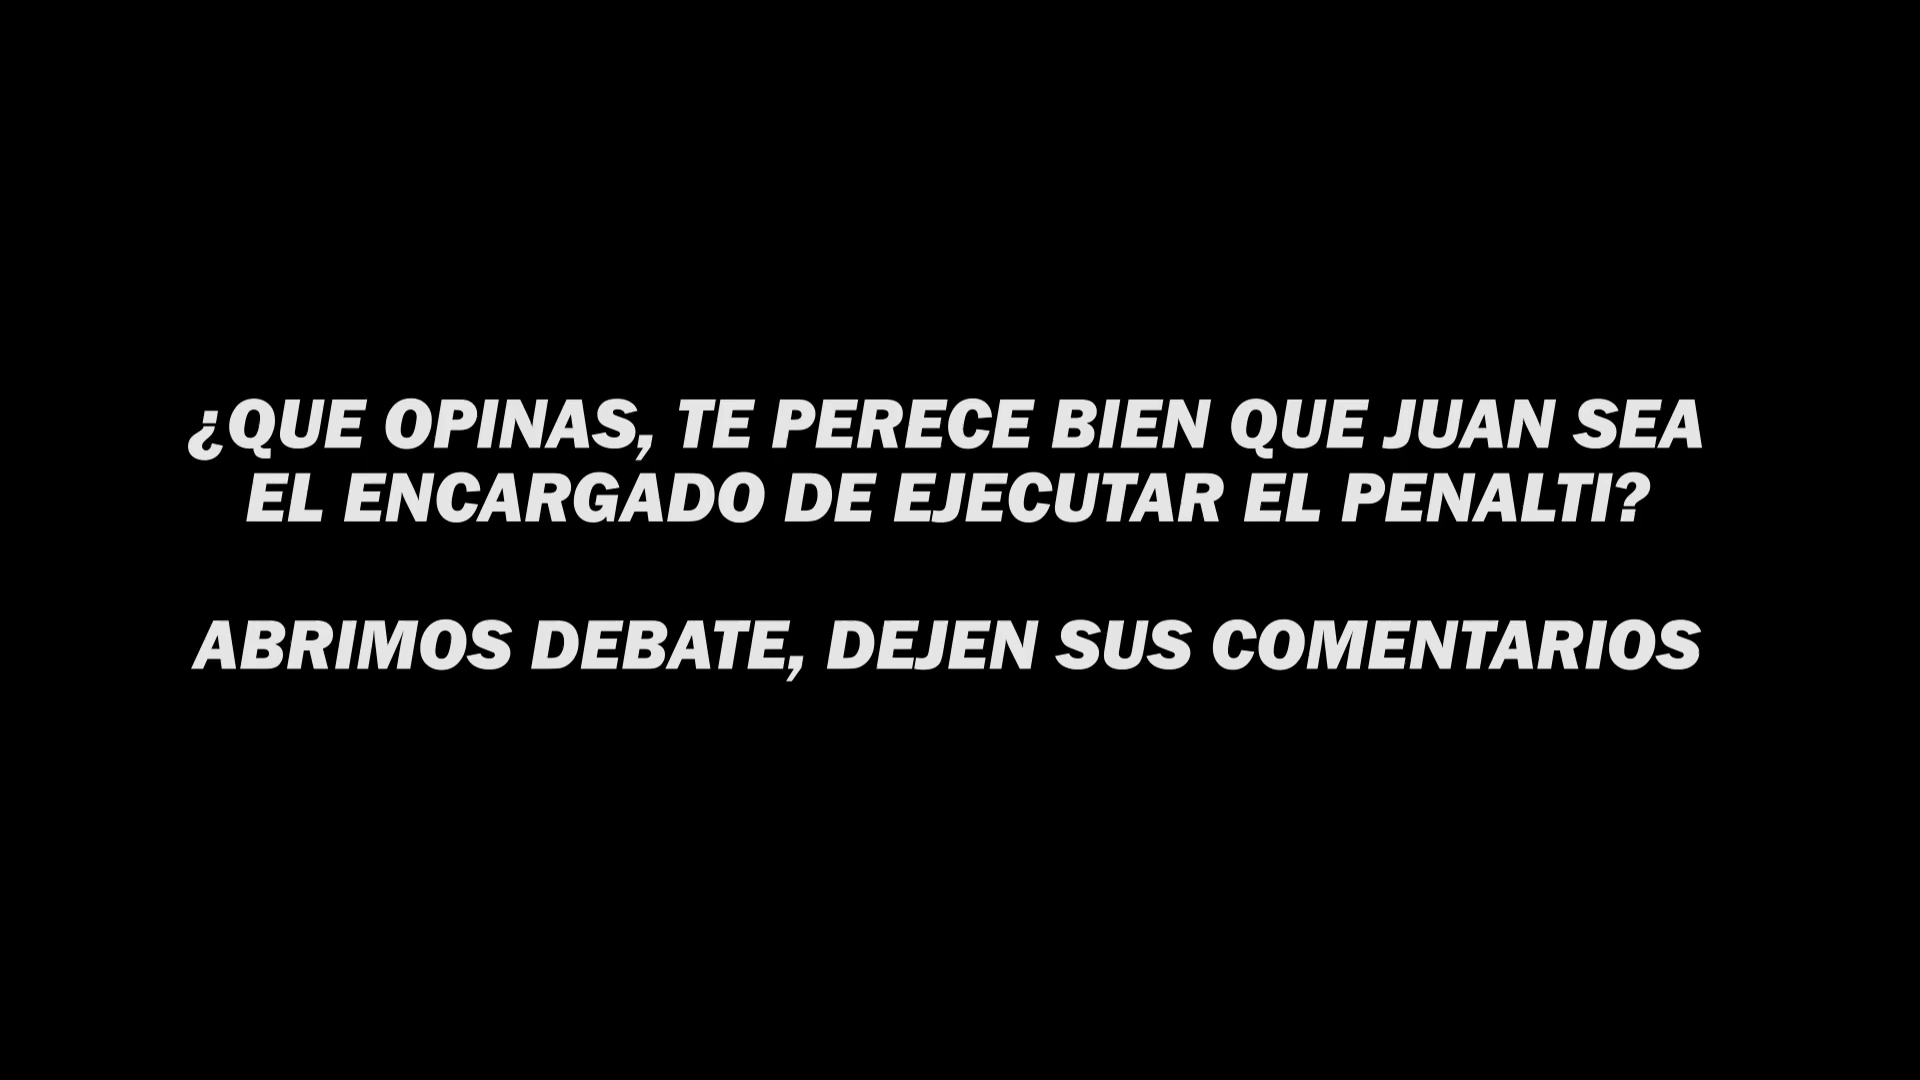 ¿QUE OPINAS, TE PERECE BIEN QUE JUAN SEA
EL ENCARGADO DE EJECUTAR EL PENALTI?
ABRIMOS DEBATE, DEJEN SUS COMENTARIOS